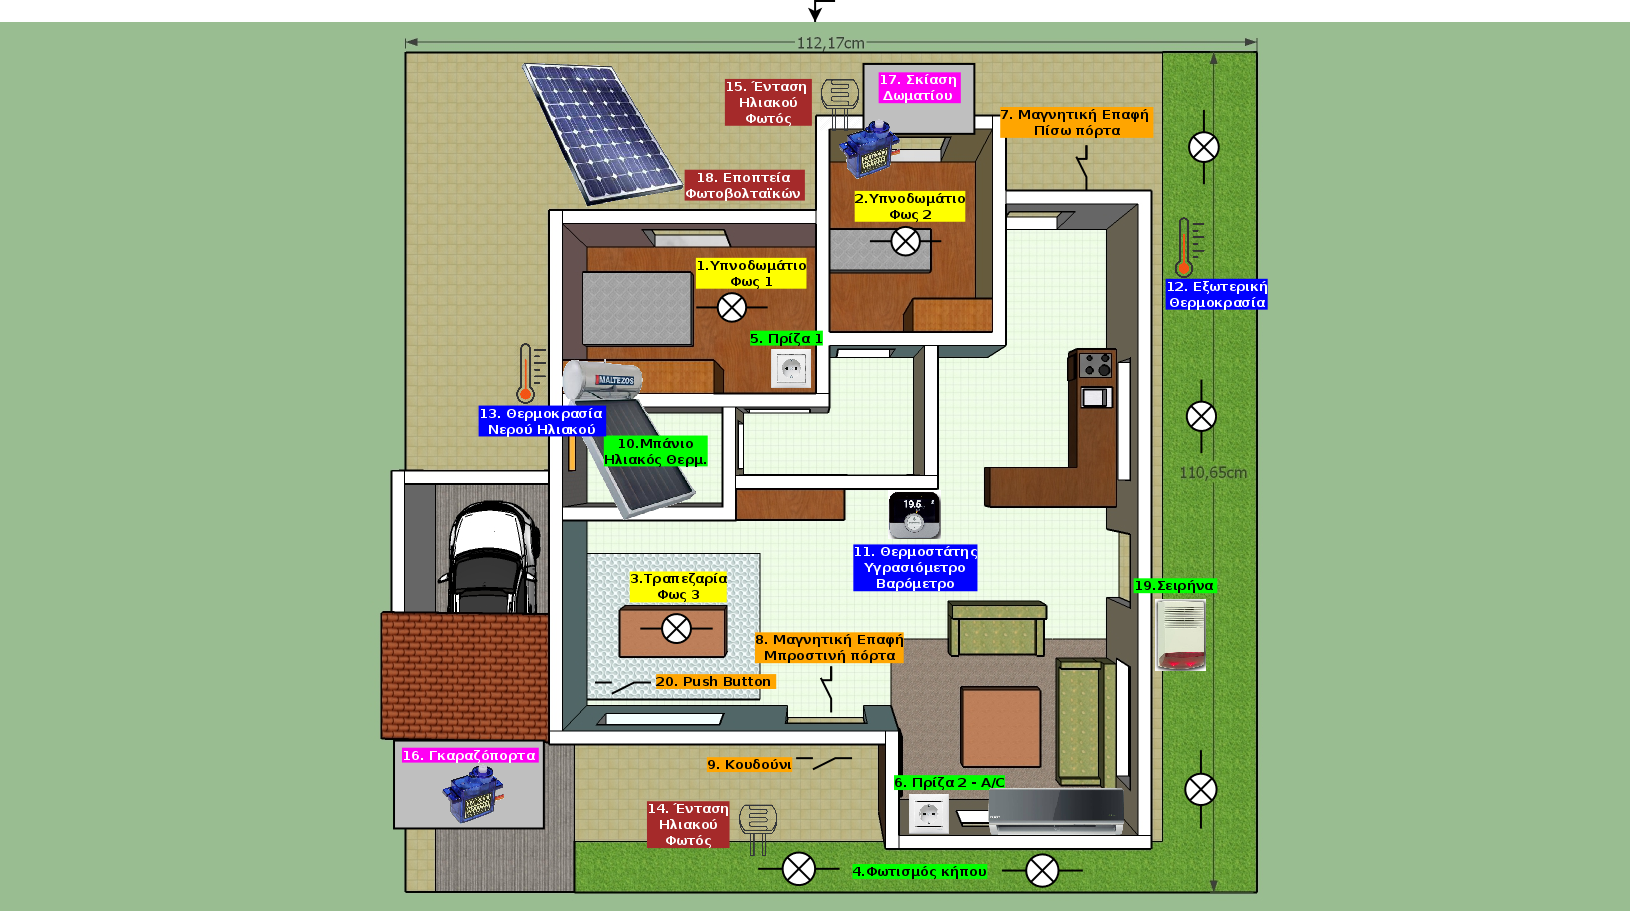 112,17cm
15. Ένταση
Ηλιακού
Φωτός
17. Σκίαση
Δωματίου
7. Μαγνητική Επαφή
Πίσω πόρτα
18. Εποπτεία
Φωτοβολταϊκών
2.Υπνοδωμάτιο
Φως 2
1.Υπνοδωμάτιο
Φως 1
12. Εξωτερική
Θερμοκρασία
5. Πρίζα 1
MALTEZOS
13. Θερμοκρασία
Νερού Ηλιακού
10.Μπάνιο
Ηλιακός Θερμ.
110,65cm
19.5
11. Θερμοστάτης
Υγρασιόμετρο
Βαρόμετρο
3.Τραπεζαρία
Φως 3
19.Σειρήνα
8. Μαγνητική Επαφή
Μπροστινή πόρτα
20. Push Button
16. Γκαραζόπορτα
9. Κουδούνι
6. Πρίζα 2 - A/C
14. Ένταση
Ηλιακού
Φωτός
4.Φωτισμός κήπου